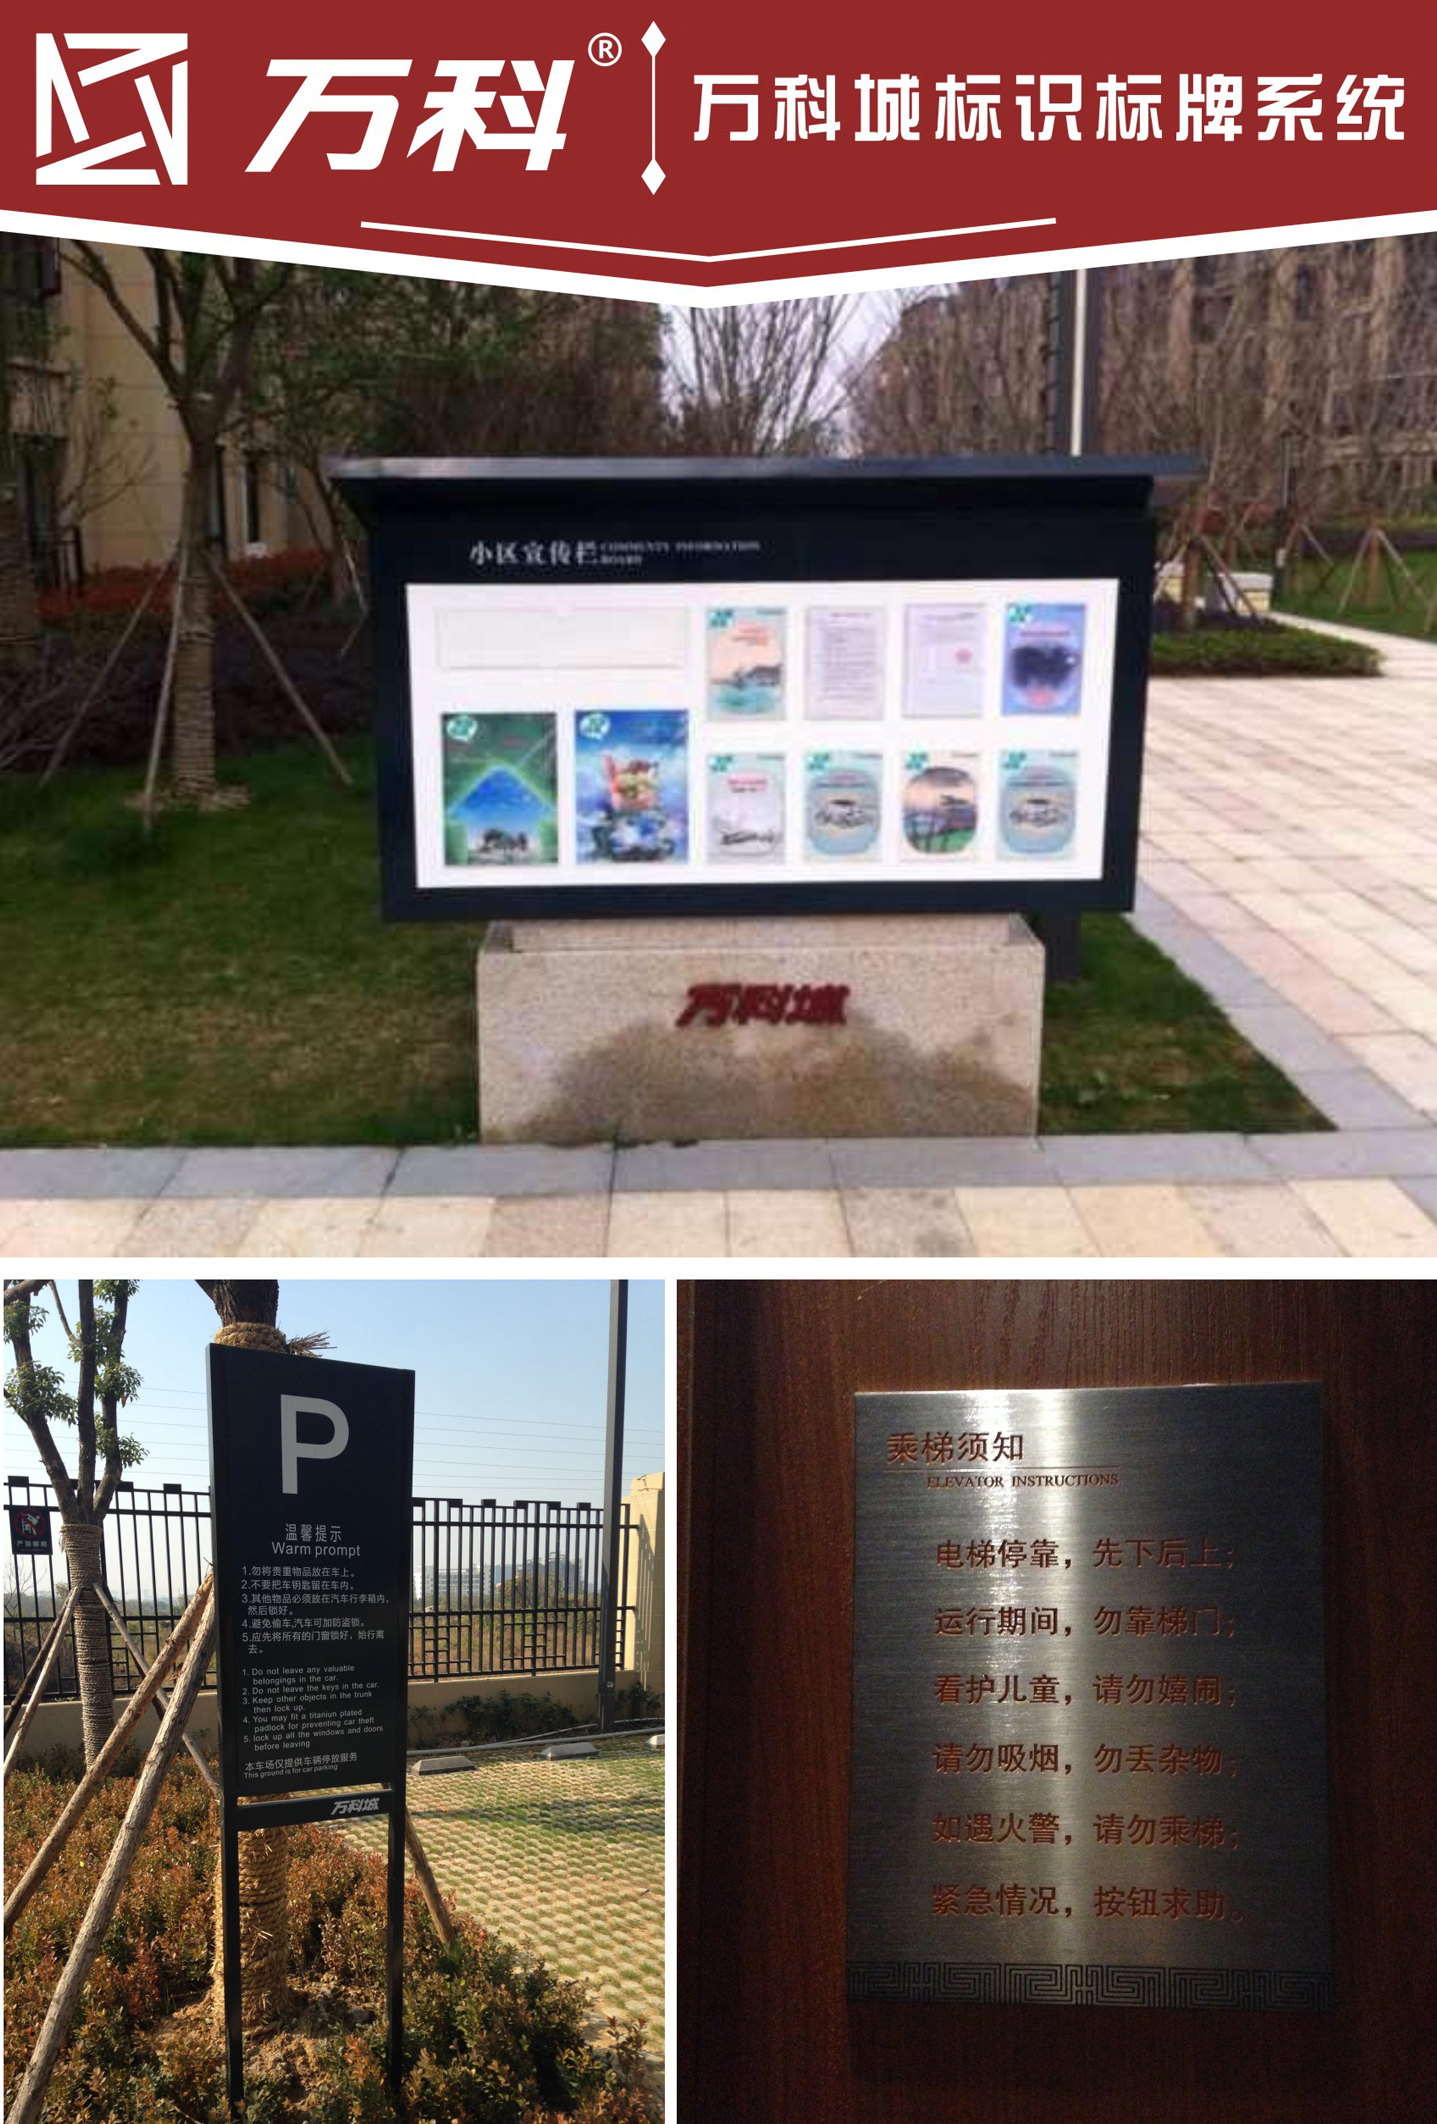 万科®
万科城标识标牌系统
小区宣传栏
COMMUNITY INFORMATION
BOARD
万科城
P
温馨提示
Warm prompt
1.勿将贵重物品放在车上。
2.不要把车钥匙留在车内。
3.其他物品必须放在汽车行李箱内，
然后锁好。
4.避免偷车,汽车可加防盗锁。
5.应先将所有的门窗锁好，始行离
去。
1. Do not leave any valuable
belongings in the car.
2. Do not leave the keys in the car.
3. Keep other objects in the trunk
then lock up.
4. You may fit a titaniun plated
padlock for preventing car theft
5. lock up all the windows and doors
before leaving
本车场仅提供车辆停放服务
This ground is for car parking
万科城
乘梯须知
ELEVATOR INSTRUCTIONS
电梯停靠，先下后上；
运行期间，勿靠梯门；
看护儿童，请勿嬉闹；
请勿吸烟，勿丢杂物；
如遇火警，请勿乘梯；
紧急情况，按钮求助。